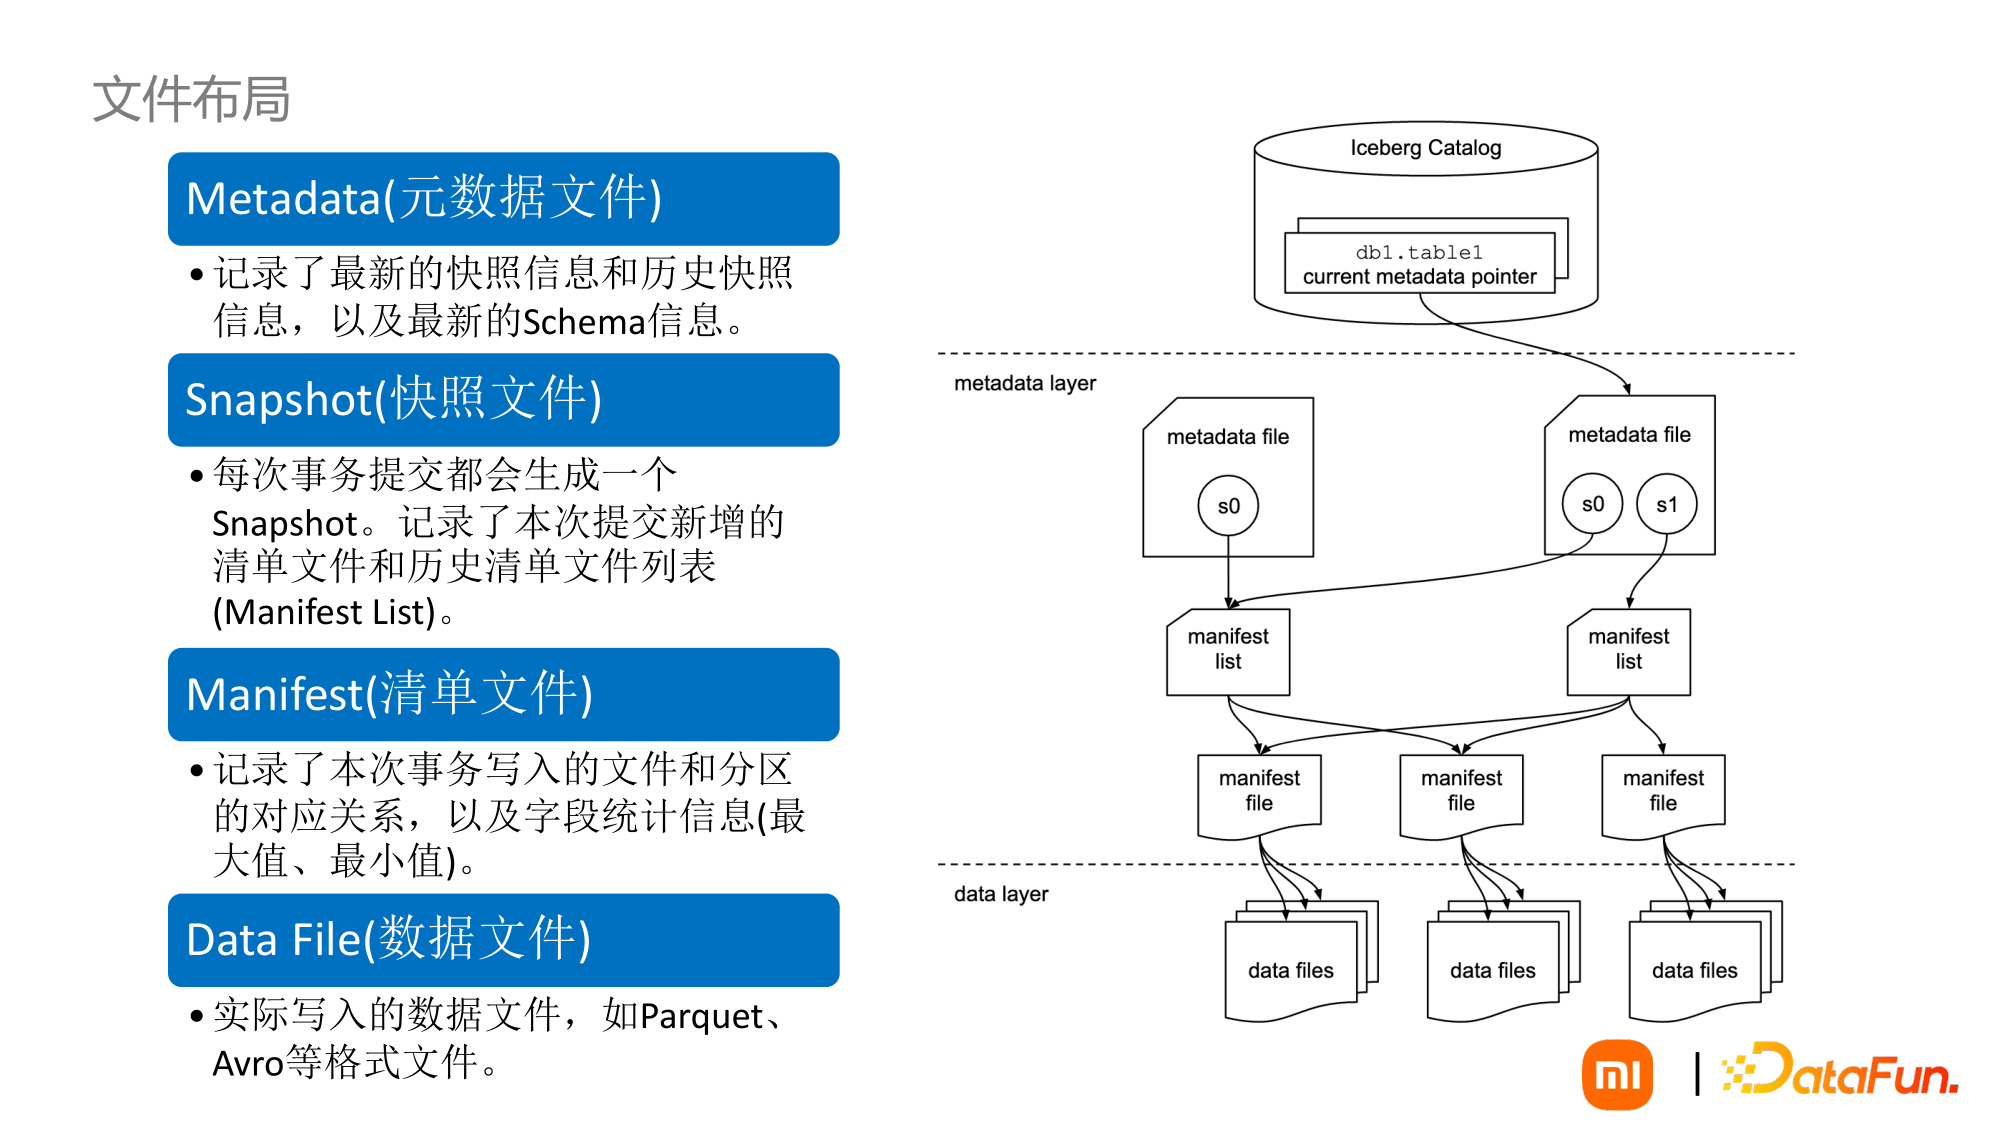 文件布局
Metadata(元数据文件)
•记录了最新的快照信息和历史快照
信息，以及最新的Schema信息。
Snapshot(快照文件)
•每次事务提交都会生成一个
Snapshot。记录了本次提交新增的
清单文件和历史清单文件列表
(Manifest List)。
Manifest(清单文件)
•记录了本次事务写入的文件和分区
的对应关系，以及字段统计信息(最
大值、最小值)。
Data File(数据文件)
•实际写入的数据文件，如Parquet、
Avro等格式文件。
Iceberg Catalog
db1.table1
current metadata pointer
metadata layer
metadata file
s0
metadata file
s0
s1
manifest
list
manifest
list
manifest
file
manifest
file
manifest
file
data layer
data files
data files
data files
mi
DataFun.